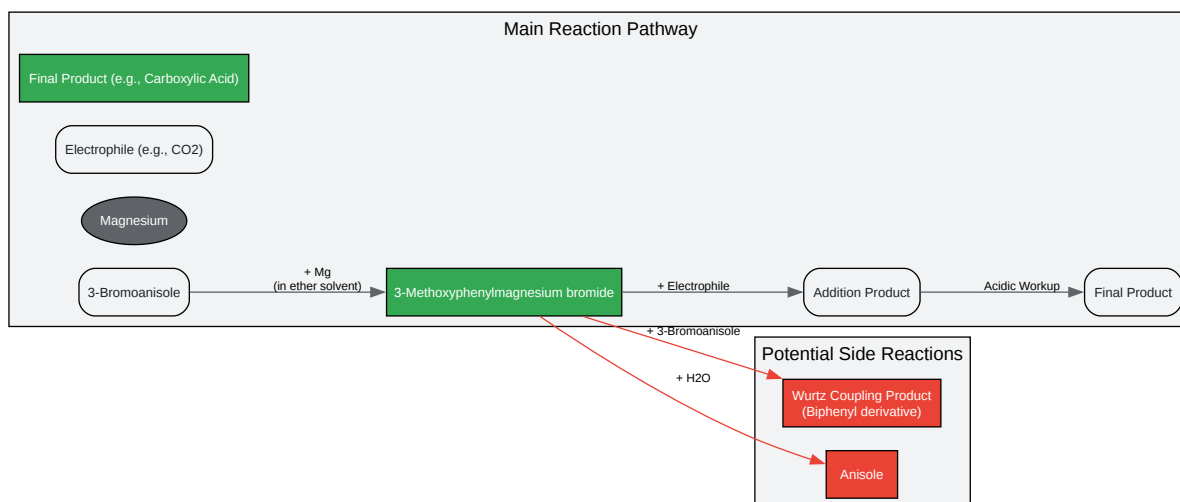 Main Reaction Pathway
Final Product (e.g., Carboxylic Acid)
Electrophile (e.g., CO2)
Magnesium
3-Bromoanisole
+ Mg
(in ether solvent)
3-Methoxyphenylmagnesium bromide
+ Electrophile
Addition Product
Acidic Workup
Final Product
+ 3-Bromoanisole
+ H2O
Potential Side Reactions
Wurtz Coupling Product
(Biphenyl derivative)
Anisole